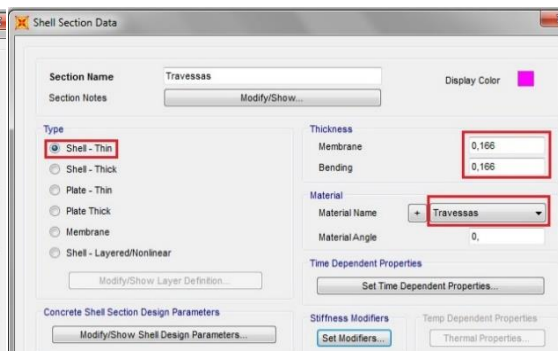 Shell Section Data
Section Name Travessas Display Color
Section Notes Modify/Show...
Type
Shell - Thin
Shell - Thick
Plate - Thin
Plate Thick
Membrane
Shell - Layered/Nonlinear
Modify/Show Layer Definition...
Concrete Shell Section Design Parameters
Modify/Show Shell Design Parameters...
Thickness
Membrane 0,166
Bending 0,166
Material
Material Name + Travessas
Material Angle 0,
Time Dependent Properties
Set Time Dependent Properties...
Stiffness Modifiers
Set Modifiers...
Temp Dependent Properties
Thermal Properties...